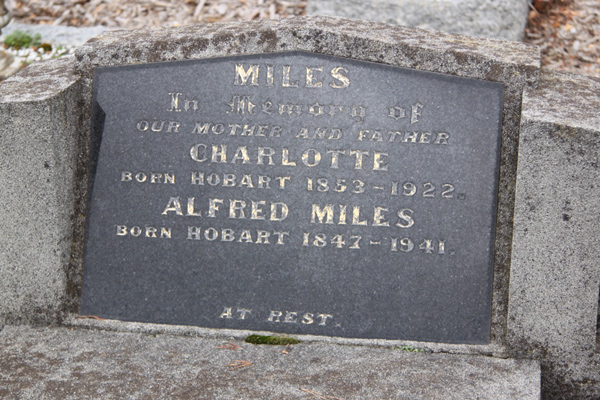 MILES
In Memory of
OUR MOTHER AND FATHER
CHARLOTTE
BORN HOBART 1853-1922.
ALFRED MILES
BORN HOBART 1847-1941.
AT REST.